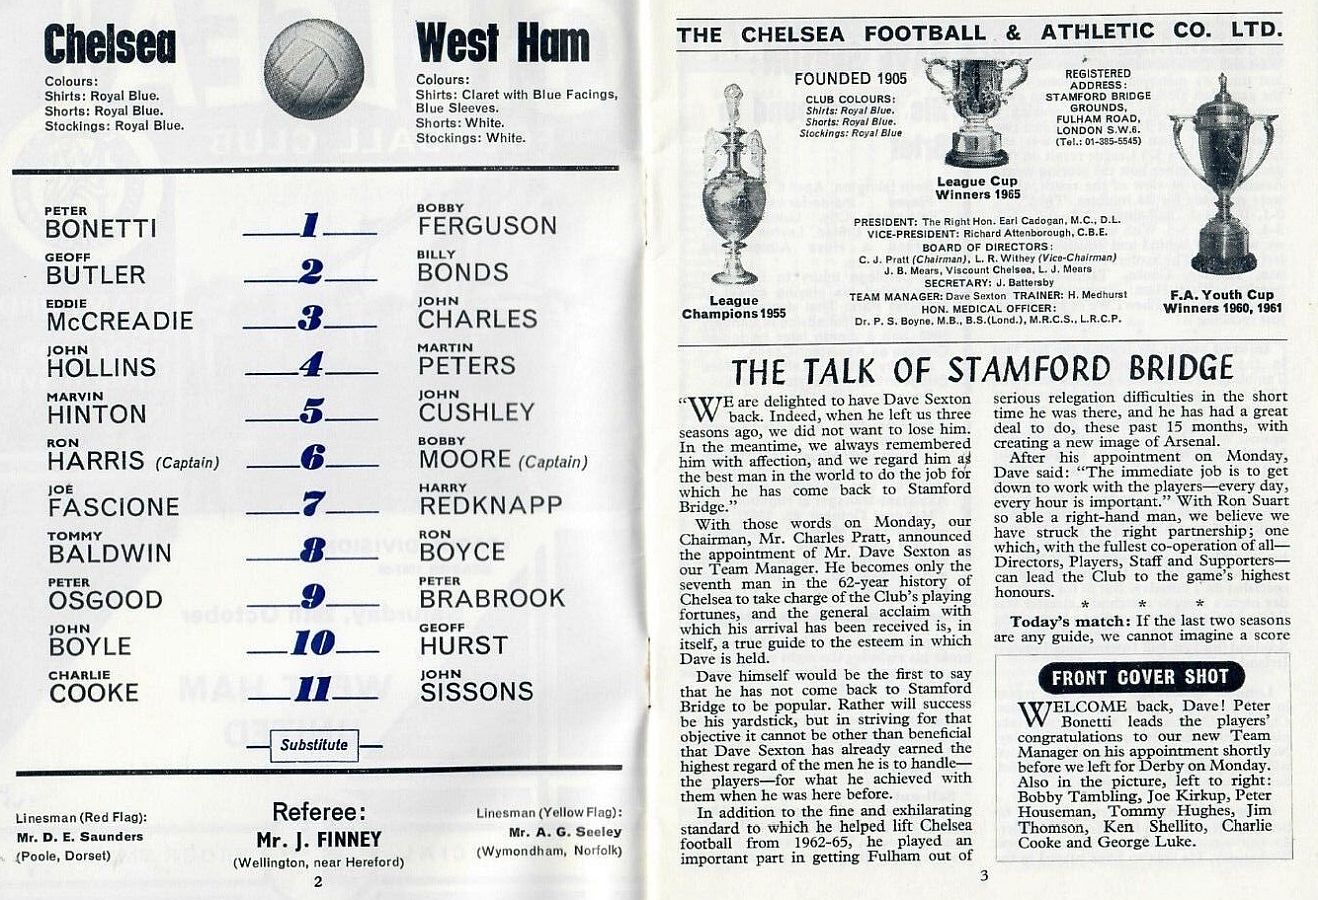 Chelsea
Colours:
Shirts: Royal Blue.
Shorts: Royal Blue.
Stockings: Royal Blue.
West Ham
Colours:
Shirts: Claret with Blue Facings,
Blue Sleeves.
Shorts: White.
Stockings: White.
PETER BONETTI 1 BOBBY FERGUSON
GEOFF BUTLER 2 BILLY BONDS
EDDIE McCREADIE 3 JOHN CHARLES
JOHN HOLLINS 4 MARTIN PETERS
MARVIN HINTON 5 JOHN CUSHLEY
RON HARRIS (Captain) 6 BOBBY MOORE (Captain)
JOE FASCIONE 7 HARRY REDKNAPP
TOMMY BALDWIN 8 RON BOYCE
PETER OSGOOD 9 PETER BRABROOK
JOHN BOYLE 10 GEOFF HURST
CHARLIE COOKE 11 JOHN SISSONS
Substitute
Linesman (Red Flag):
Mr. D. E. Saunders
(Poole, Dorset)
Referee:
Mr. J. FINNEY
(Wellington, near Hereford)
Linesman (Yellow Flag):
Mr. A. G. Seeley
(Wymondham, Norfolk)
2
THE CHELSEA FOOTBALL & ATHLETIC CO. LTD.
FOUNDED 1905
CLUB COLOURS:
Shirts: Royal Blue.
Shorts: Royal Blue.
Stockings: Royal Blue
REGISTERED
ADDRESS:
STAMFORD BRIDGE
GROUNDS,
FULHAM ROAD,
LONDON S.W.6.
(Tel.: 01-385-5545)
League Cup
Winners 1965
PRESIDENT: The Right Hon. Earl Cadogan, M.C., D.L.
VICE-PRESIDENT: Richard Attenborough, C.B.E.
BOARD OF DIRECTORS:
C. J. Pratt (Chairman), L. R. Withey (Vice-Chairman)
J. B. Mears, Viscount Chelsea, L. J. Mears
SECRETARY: J. Battersby
TEAM MANAGER: Dave Sexton TRAINER: H. Medhurst
HON. MEDICAL OFFICER:
Dr. P. S. Boyne, M.B., B.S.(Lond.), M.R.C.S., L.R.C.P.
League
Champions 1955
F.A. Youth Cup
Winners 1960, 1961
THE TALK OF STAMFORD BRIDGE
"WE are delighted to have Dave Sexton
back. Indeed, when he left us three
seasons ago, we did not want to lose him.
In the meantime, we always remembered
him with affection, and we regard him as
the best man in the world to do the job for
which he has come back to Stamford
Bridge."
With those words on Monday, our
Chairman, Mr. Charles Pratt, announced
the appointment of Mr. Dave Sexton as
our Team Manager. He becomes only the
seventh man in the 62-year history of
Chelsea to take charge of the Club's playing
fortunes, and the general acclaim with
which his arrival has been received is, in
itself, a true guide to the esteem in which
Dave is held.
Dave himself would be the first to say
that he has not come back to Stamford
Bridge to be popular. Rather will success
be his yardstick, but in striving for that
objective it cannot be other than beneficial
that Dave Sexton has already earned the
highest regard of the men he is to handle—
the players—for what he achieved with
them when he was here before.
In addition to the fine and exhilarating
standard to which he helped lift Chelsea
football from 1962-65, he played an
important part in getting Fulham out of
serious relegation difficulties in the short
time he was there, and he has had a great
deal to do, these past 15 months, with
creating a new image of Arsenal.
After his appointment on Monday,
Dave said: "The immediate job is to get
down to work with the players—every day,
every hour is important." With Ron Suart
so able a right-hand man, we believe we
have struck the right partnership; one
which, with the fullest co-operation of all—
Directors, Players, Staff and Supporters—
can lead the Club to the game's highest
honours.
* * *
Today's match: If the last two seasons
are any guide, we cannot imagine a score
FRONT COVER SHOT
WELCOME back, Dave! Peter
Bonetti leads the players'
congratulations to our new Team
Manager on his appointment shortly
before we left for Derby on Monday.
Also in the picture, left to right:
Bobby Tambling, Joe Kirkup, Peter
Houseman, Tommy Hughes, Jim
Thomson, Ken Shellito, Charlie
Cooke and George Luke.
3